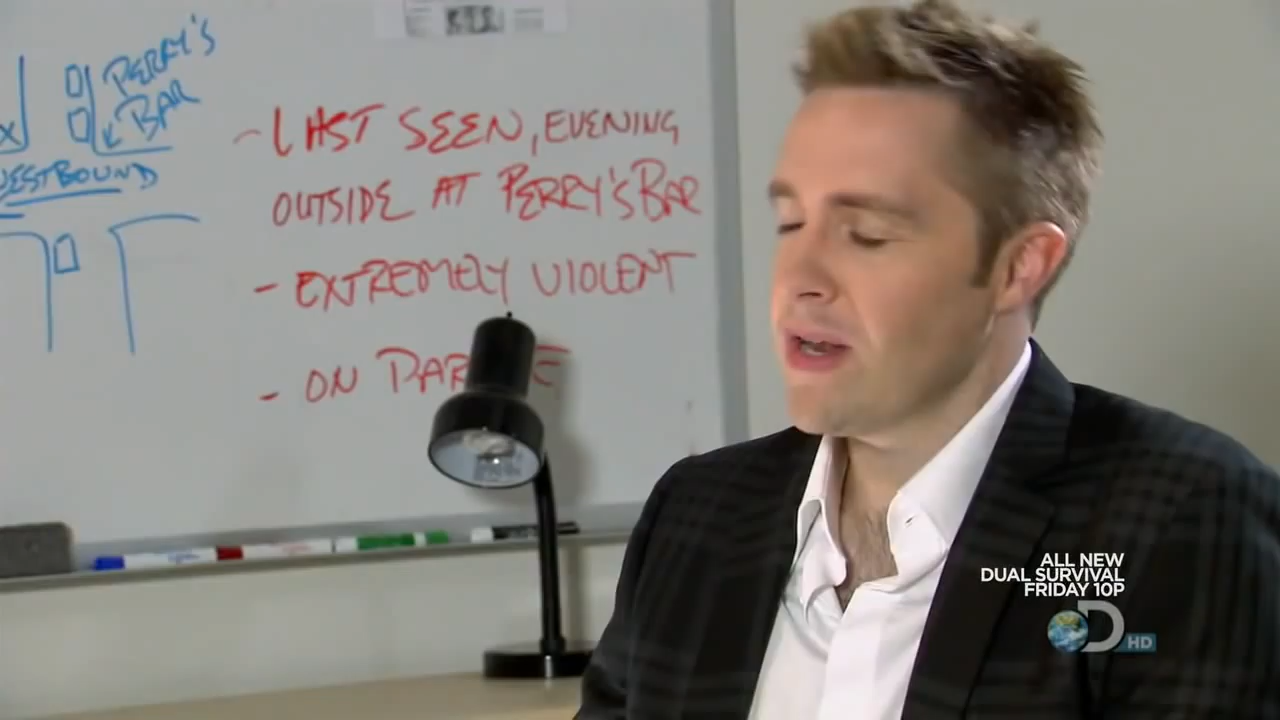 PERRY'S
BAR
WESTBOUND
- LAST SEEN, EVENING
OUTSIDE AT PERRY'S BAR
- EXTREMELY VIOLENT
- ON
ALL NEW
DUAL SURVIVAL
FRIDAY 10P
D HD